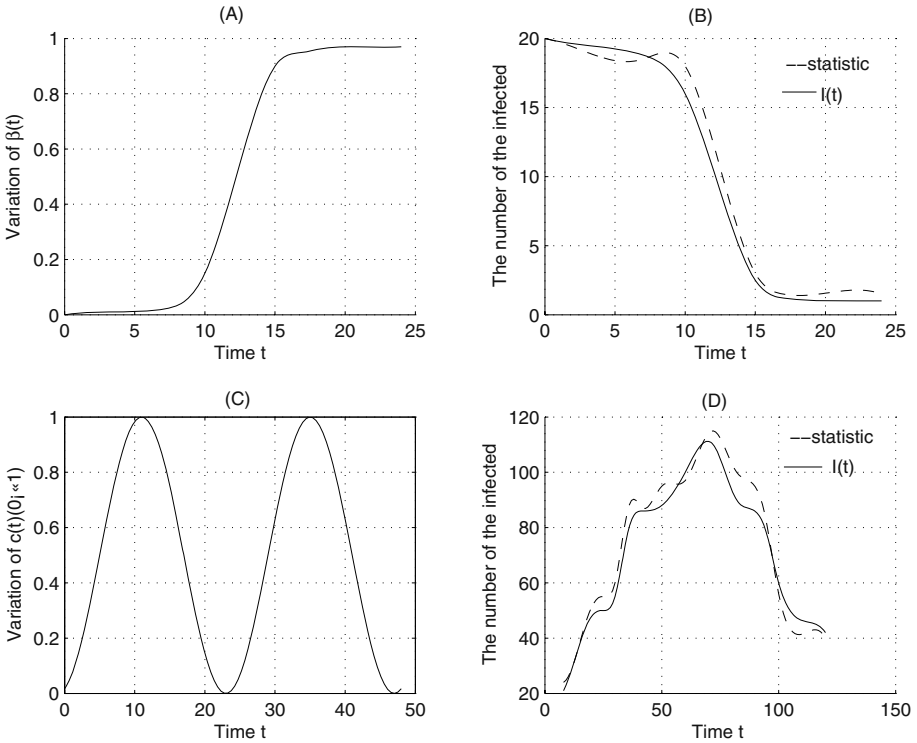 (A)
Variation of β(t)
1
0.8
0.6
0.4
0.2
0
0 5 10 15 20 25
Time t
(B)
The number of the infected
20
15
10
5
0
0 5 10 15 20 25
Time t
statistic
I(t)
(C)
Variation of c(t)(0¡«1)
1
0.8
0.6
0.4
0.2
0
0 10 20 30 40 50
Time t
(D)
The number of the infected
120
100
80
60
40
20
0 50 100 150
Time t
statistic
I(t)